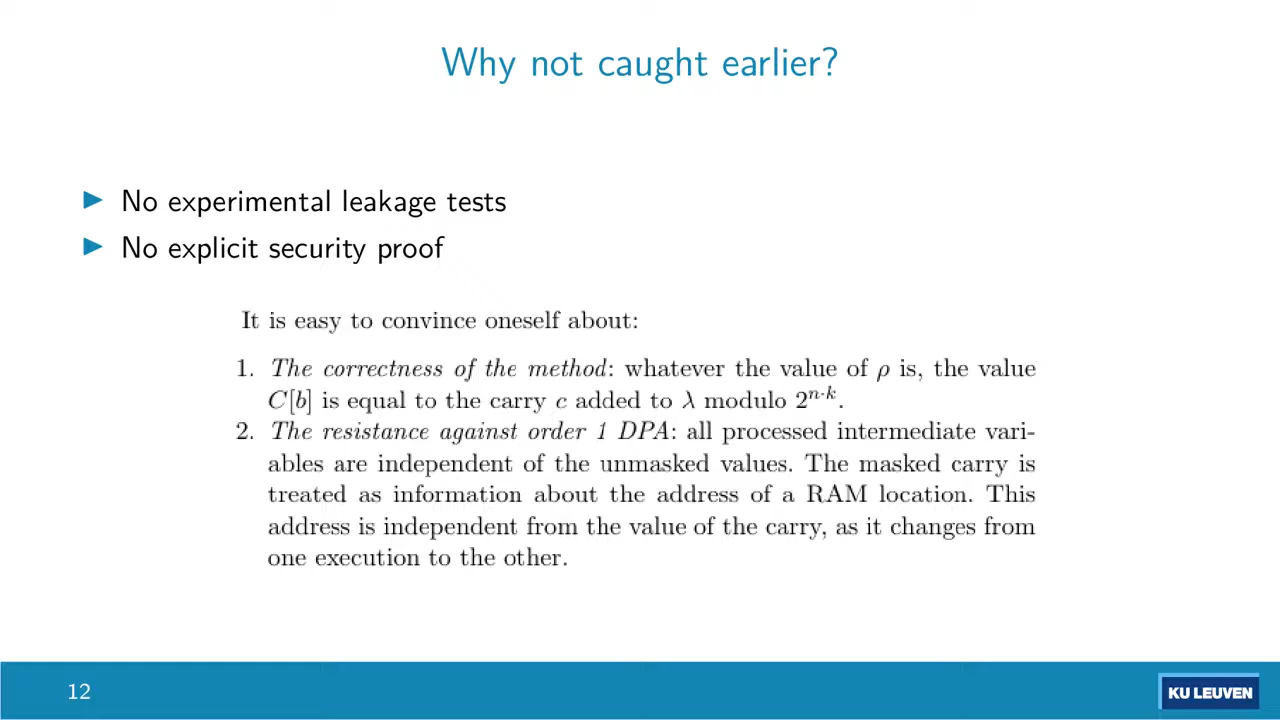 Why not caught earlier?
▶ No experimental leakage tests
▶ No explicit security proof
It is easy to convince oneself about:
1. The correctness of the method: whatever the value of ρ is, the value
C[b] is equal to the carry c added to λ modulo 2^{n·k}.
2. The resistance against order 1 DPA: all processed intermediate vari-
ables are independent of the unmasked values. The masked carry is
treated as information about the address of a RAM location. This
address is independent from the value of the carry, as it changes from
one execution to the other.
12
KU LEUVEN